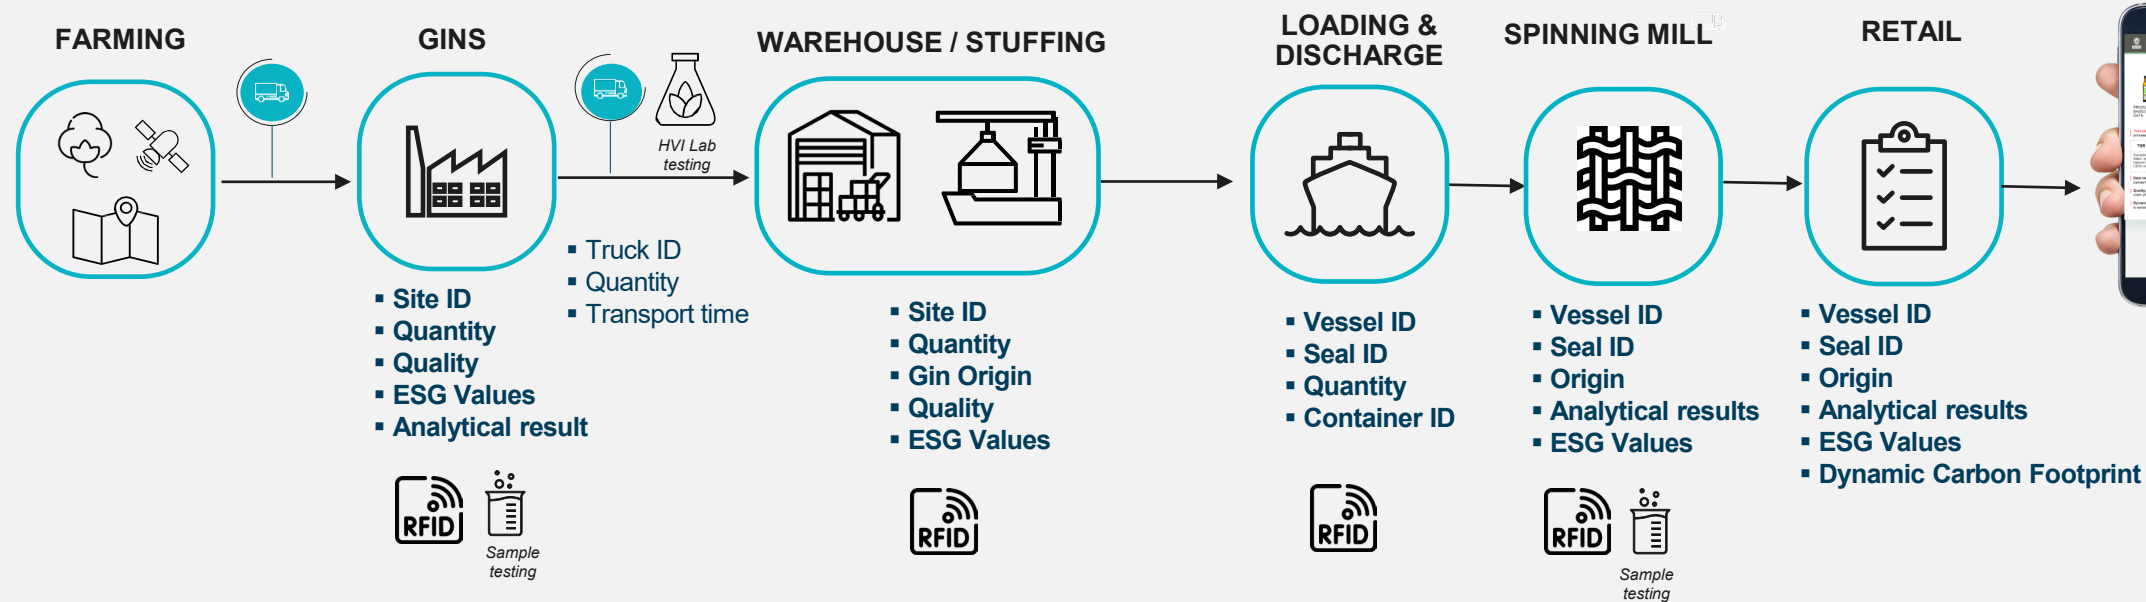 FARMING
GINS
HVI Lab
testing
WAREHOUSE / STUFFING
LOADING &
DISCHARGE
SPINNING MILL
RETAIL
▪ Site ID
▪ Quantity
▪ Quality
▪ ESG Values
▪ Analytical result
RFID
Sample
testing
▪ Truck ID
▪ Quantity
▪ Transport time
▪ Site ID
▪ Quantity
▪ Gin Origin
▪ Quality
▪ ESG Values
RFID
▪ Vessel ID
▪ Seal ID
▪ Quantity
▪ Container ID
RFID
▪ Vessel ID
▪ Seal ID
▪ Origin
▪ Analytical results
▪ ESG Values
RFID
Sample
testing
▪ Vessel ID
▪ Seal ID
▪ Origin
▪ Analytical results
▪ ESG Values
▪ Dynamic Carbon Footprint